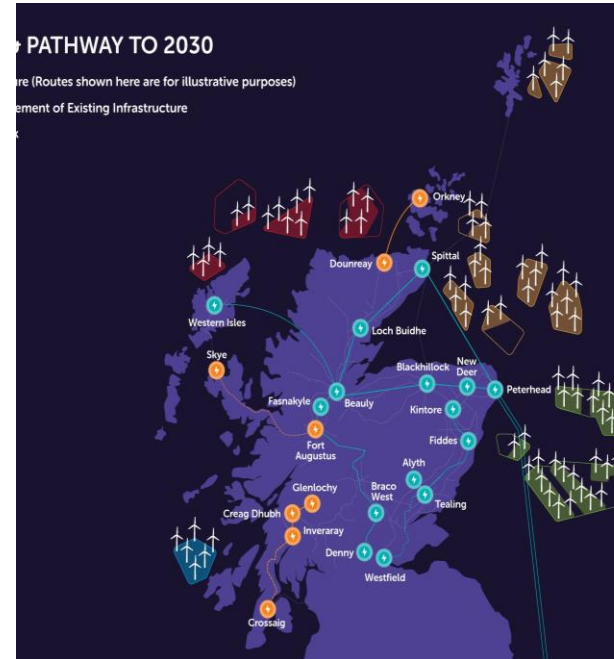 PATHWAY TO 2030
(Routes shown here are for illustrative purposes)
of Existing Infrastructure
Orkney
Dounreay
Spittal
Western Isles
Loch Buidhe
Skye
Blackhillock
New
Deer
Peterhead
Fasnakyle
Beauly
Kintore
Fort
Augustus
Fiddes
Alyth
Glenlochy
Braco
West
Creag Dhubh
Tealing
Inveraray
Denny
Westfield
Crossaig